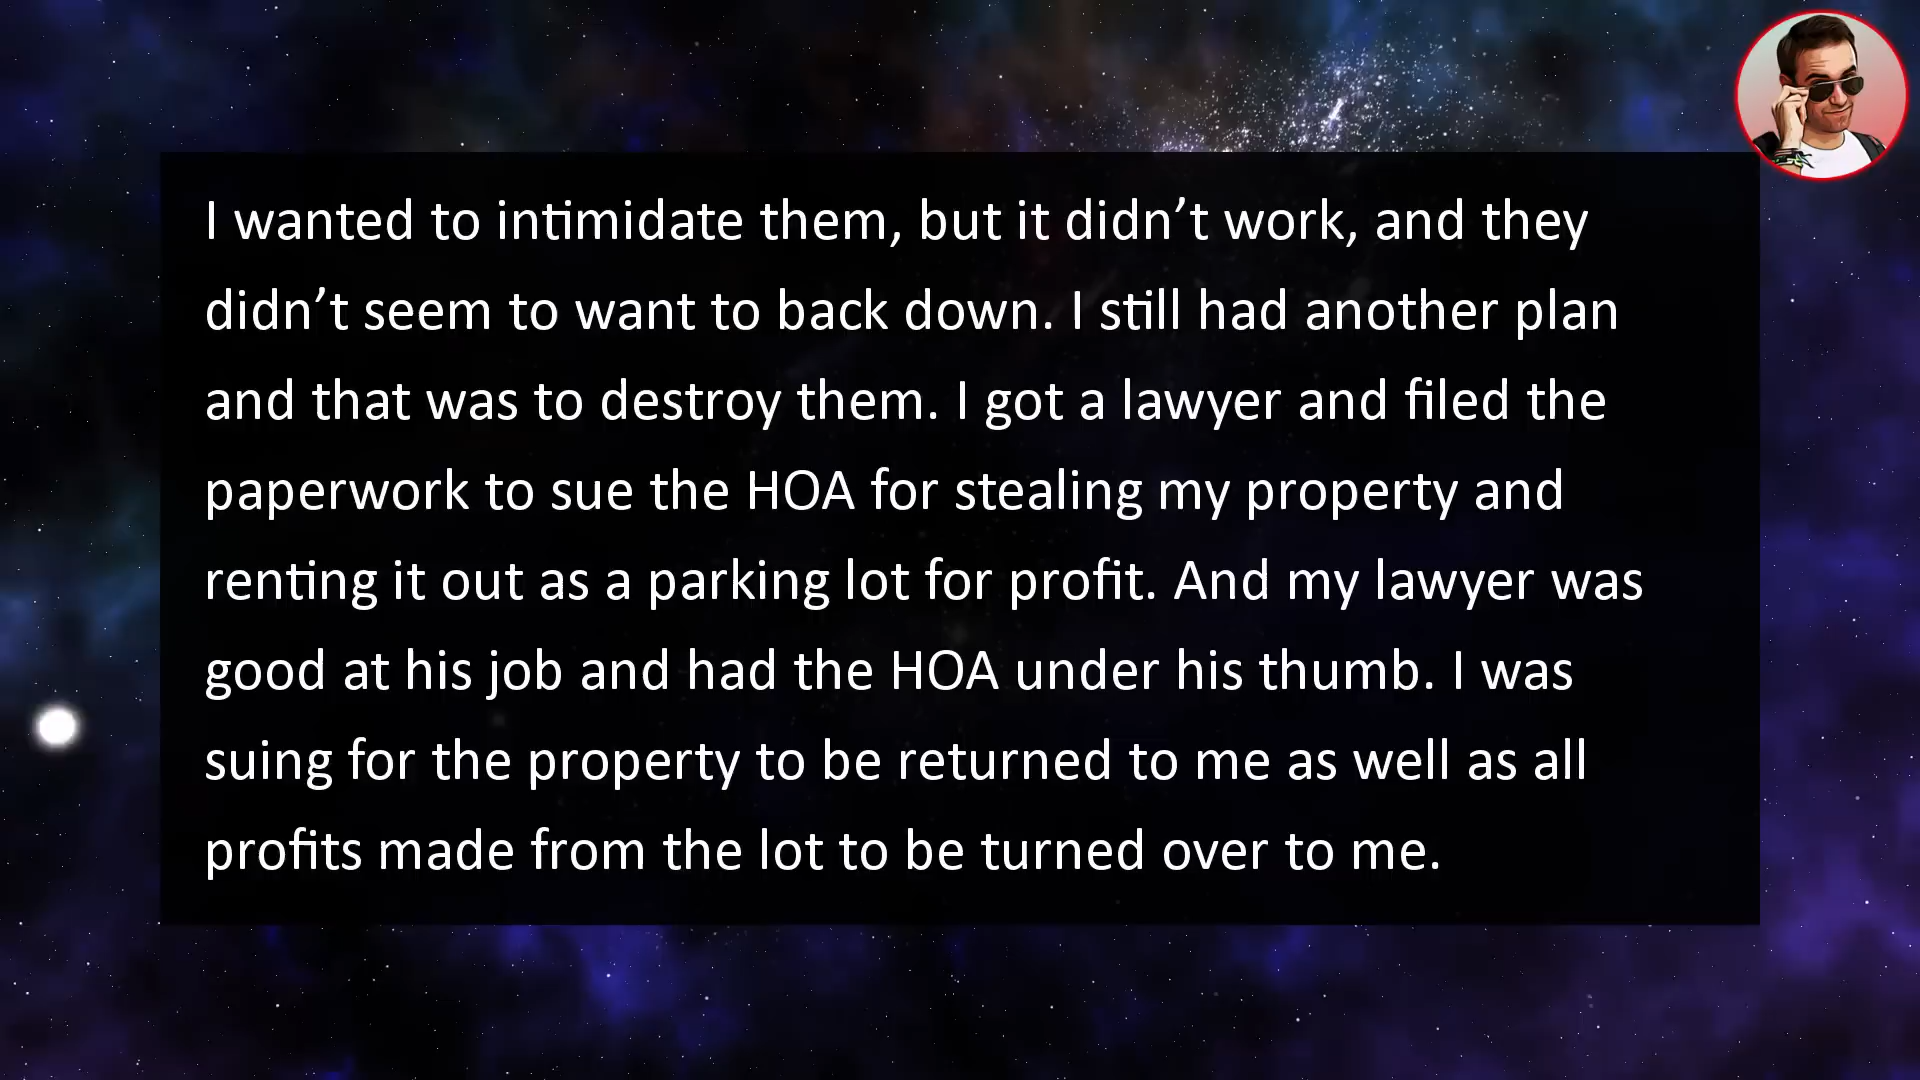 I wanted to intimidate them, but it didn’t work, and they
didn’t seem to want to back down. I still had another plan
and that was to destroy them. I got a lawyer and filed the
paperwork to sue the HOA for stealing my property and
renting it out as a parking lot for profit. And my lawyer was
good at his job and had the HOA under his thumb. I was
suing for the property to be returned to me as well as all
profits made from the lot to be turned over to me.